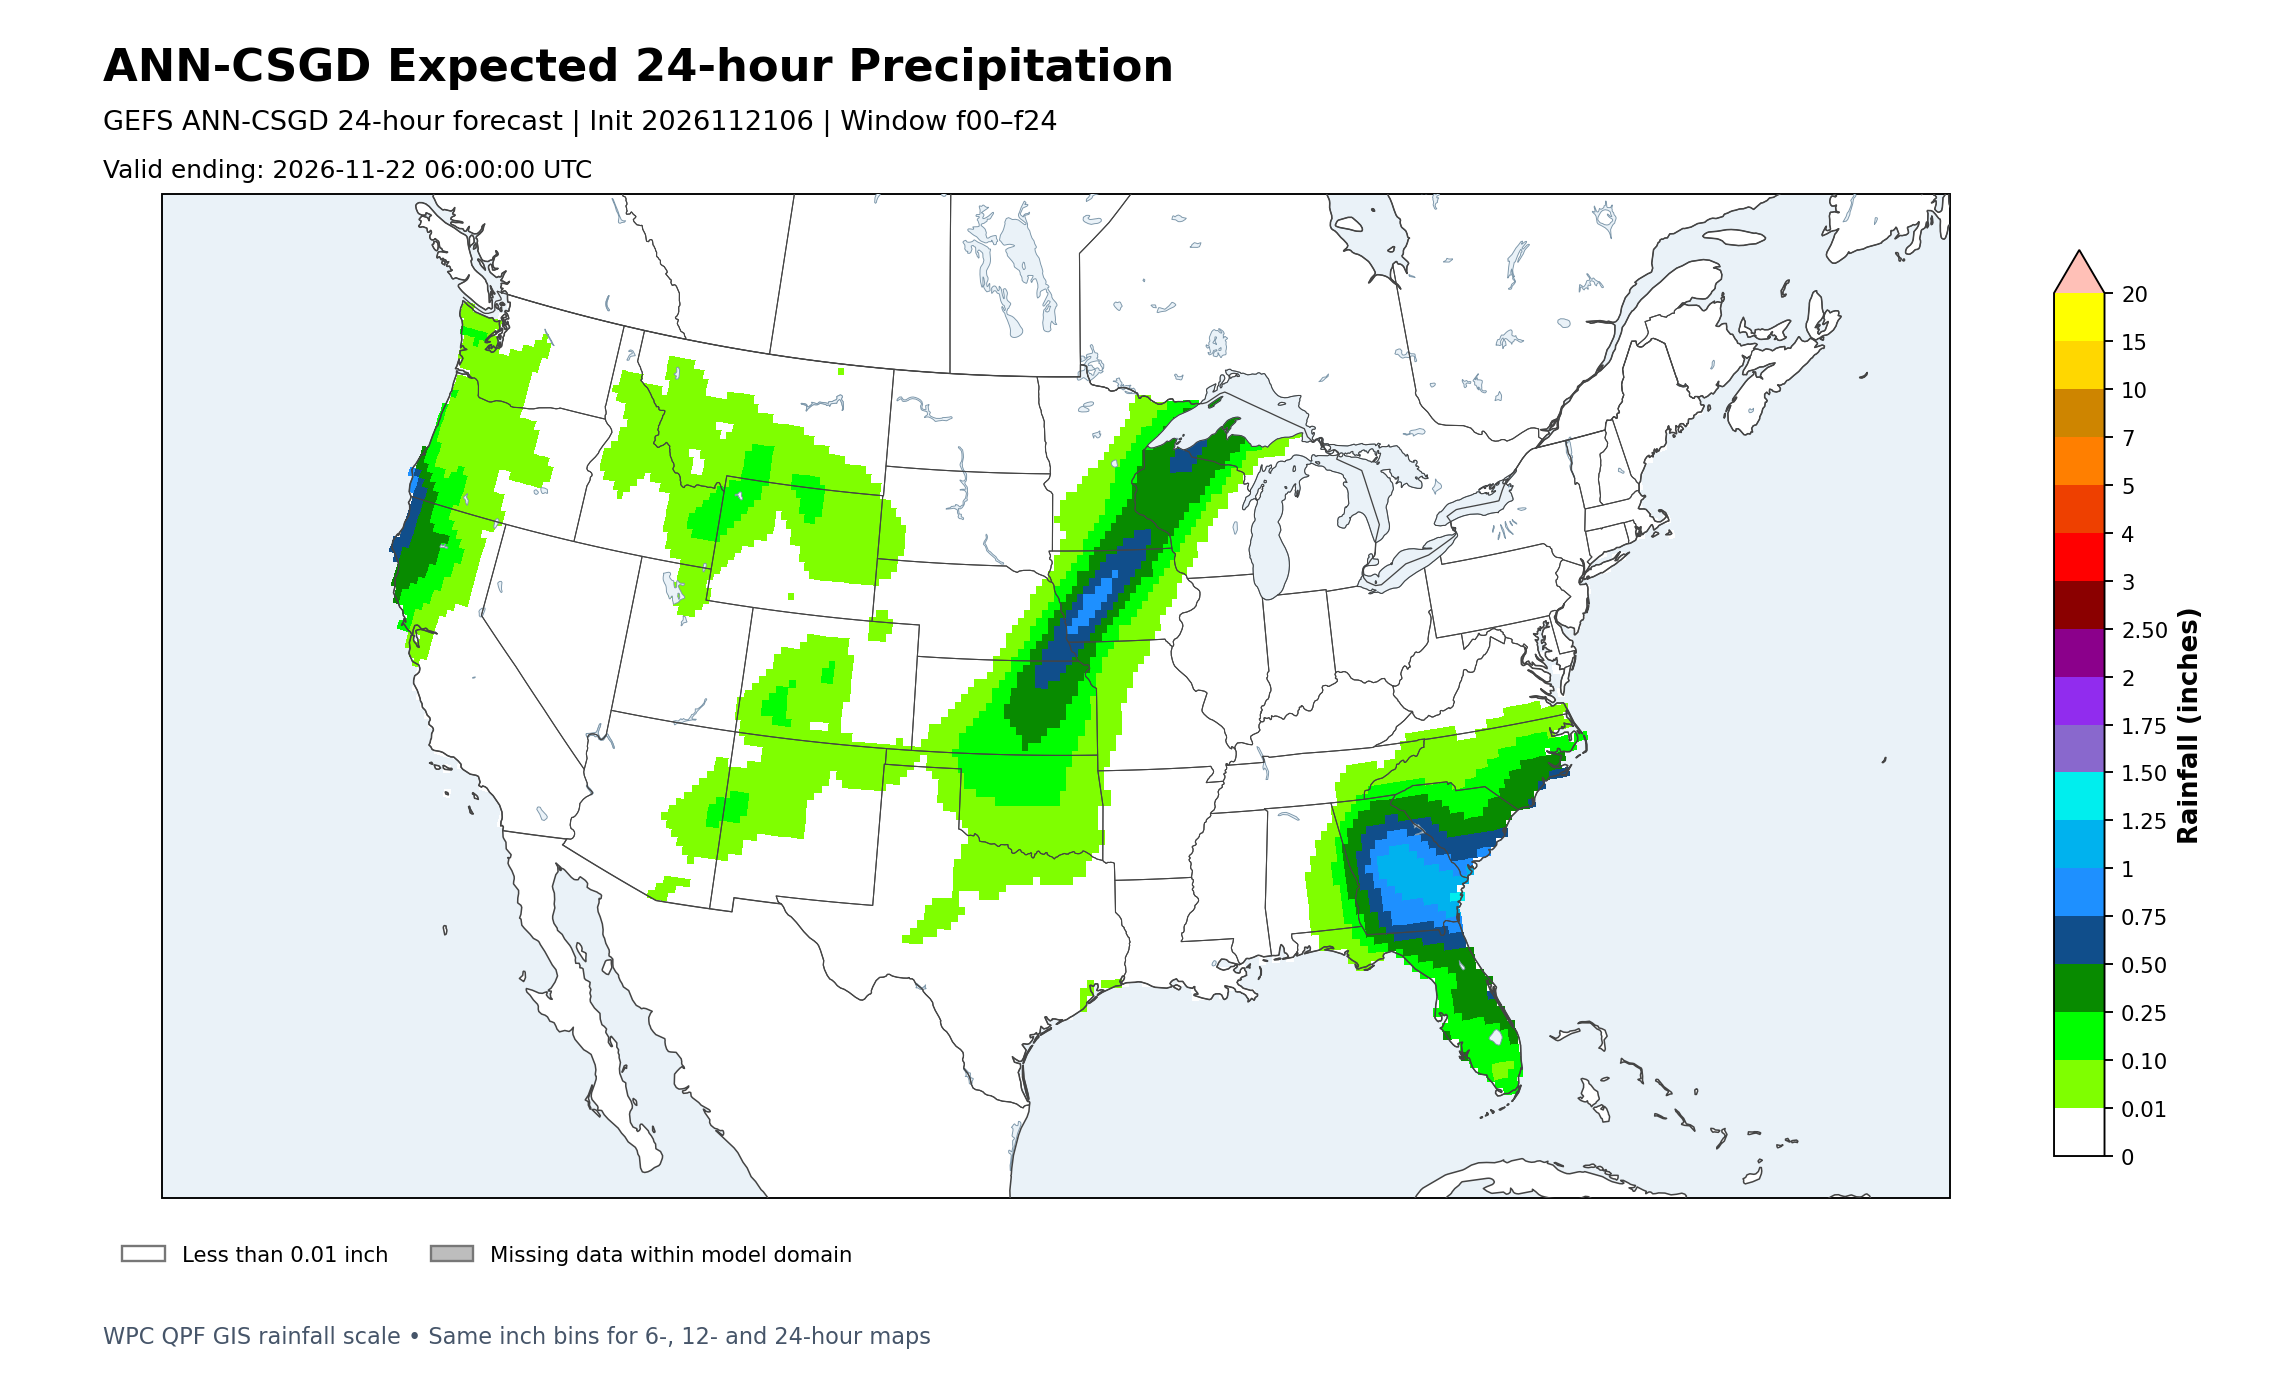 ANN-CSGD Expected 24-hour Precipitation
GEFS ANN-CSGD 24-hour forecast | Init 2026112106 | Window f00–f24
Valid ending: 2026-11-22 06:00:00 UTC
20
15
10
7
5
4
3
2.50
2
1.75
1.50
1.25
1
0.75
0.50
0.25
0.10
0.01
0
Rainfall (inches)
Less than 0.01 inch
Missing data within model domain
WPC QPF GIS rainfall scale • Same inch bins for 6-, 12- and 24-hour maps